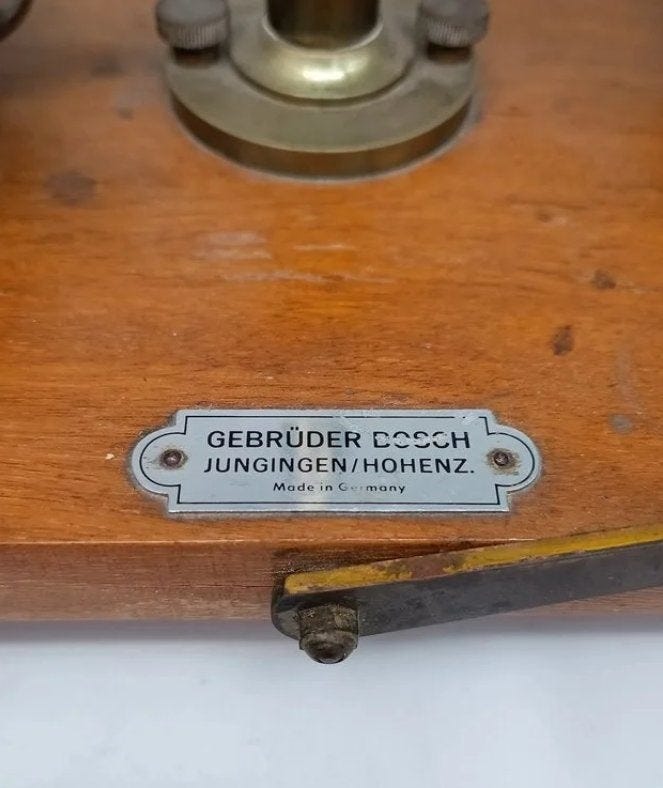 GEBRÜDER BOSCH
JUNGINGEN/HOHENZ.
Made in Germany